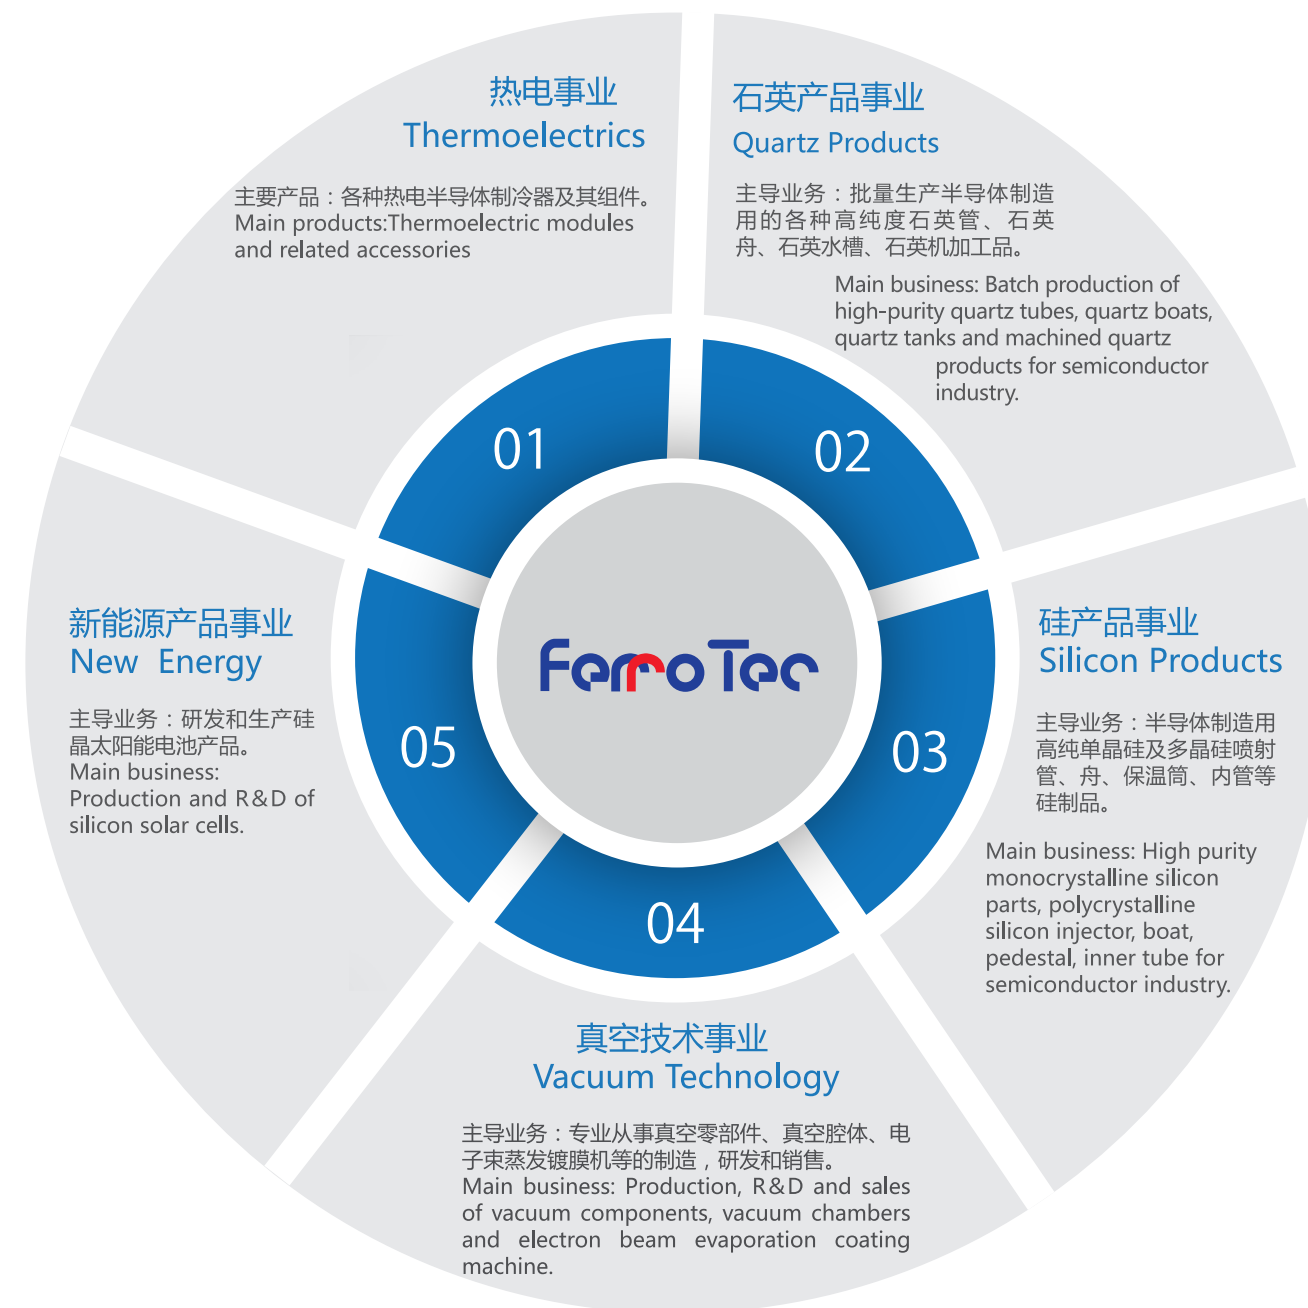 热电事业
Thermoelectrics
主要产品：各种热电半导体制冷器及其组件。
Main products:Thermoelectric modules
and related accessories
01
石英产品事业
Quartz Products
主导业务：批量生产半导体制造
用的各种高纯度石英管、石英
舟、石英水槽、石英机加工品。
Main business: Batch production of
high-purity quartz tubes, quartz boats,
quartz tanks and machined quartz
products for semiconductor
industry.
02
硅产品事业
Silicon Products
主导业务：半导体制造用
高纯单晶硅及多晶硅喷射
管、舟、保温筒、内管等
硅制品。
Main business: High purity
monocrystalline silicon
parts, polycrystalline
silicon injector, boat,
pedestal, inner tube for
semiconductor industry.
03
真空技术事业
Vacuum Technology
主导业务：专业从事真空零部件、真空腔体、电
子束蒸发镀膜机等的制造，研发和销售。
Main business: Production, R&D and sales
of vacuum components, vacuum chambers
and electron beam evaporation coating
machine.
04
新能源产品事业
New Energy
主导业务：研发和生产硅
晶太阳能电池产品。
Main business:
Production and R&D of
silicon solar cells.
05
FerroTec